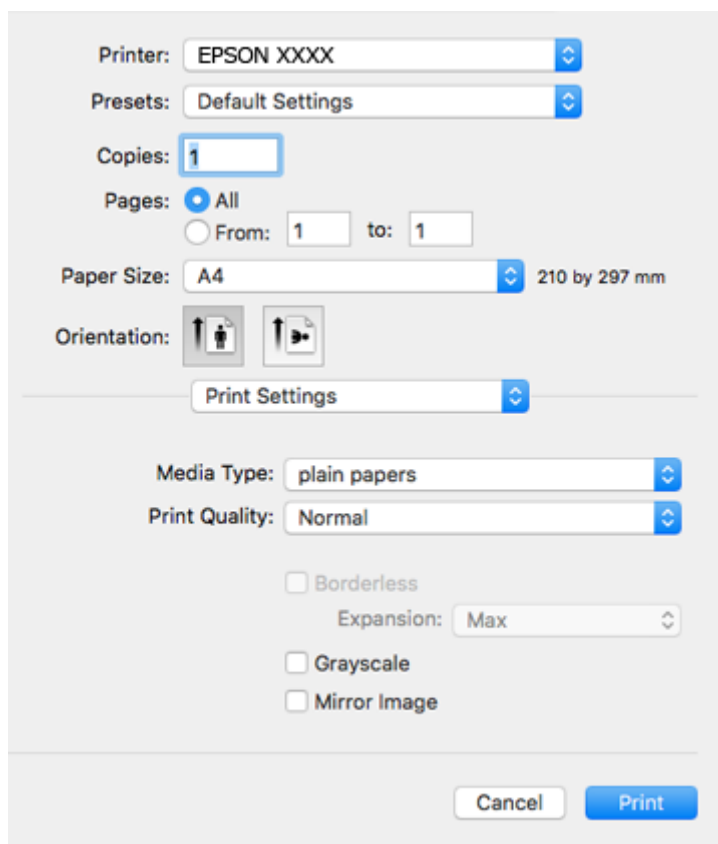 Printer: EPSON XXXX
Presets: Default Settings
Copies: 1
Pages: All
From: 1 to: 1
Paper Size: A4 210 by 297 mm
Orientation:
Print Settings
Media Type: plain papers
Print Quality: Normal
Borderless
Expansion: Max
Grayscale
Mirror Image
Cancel Print